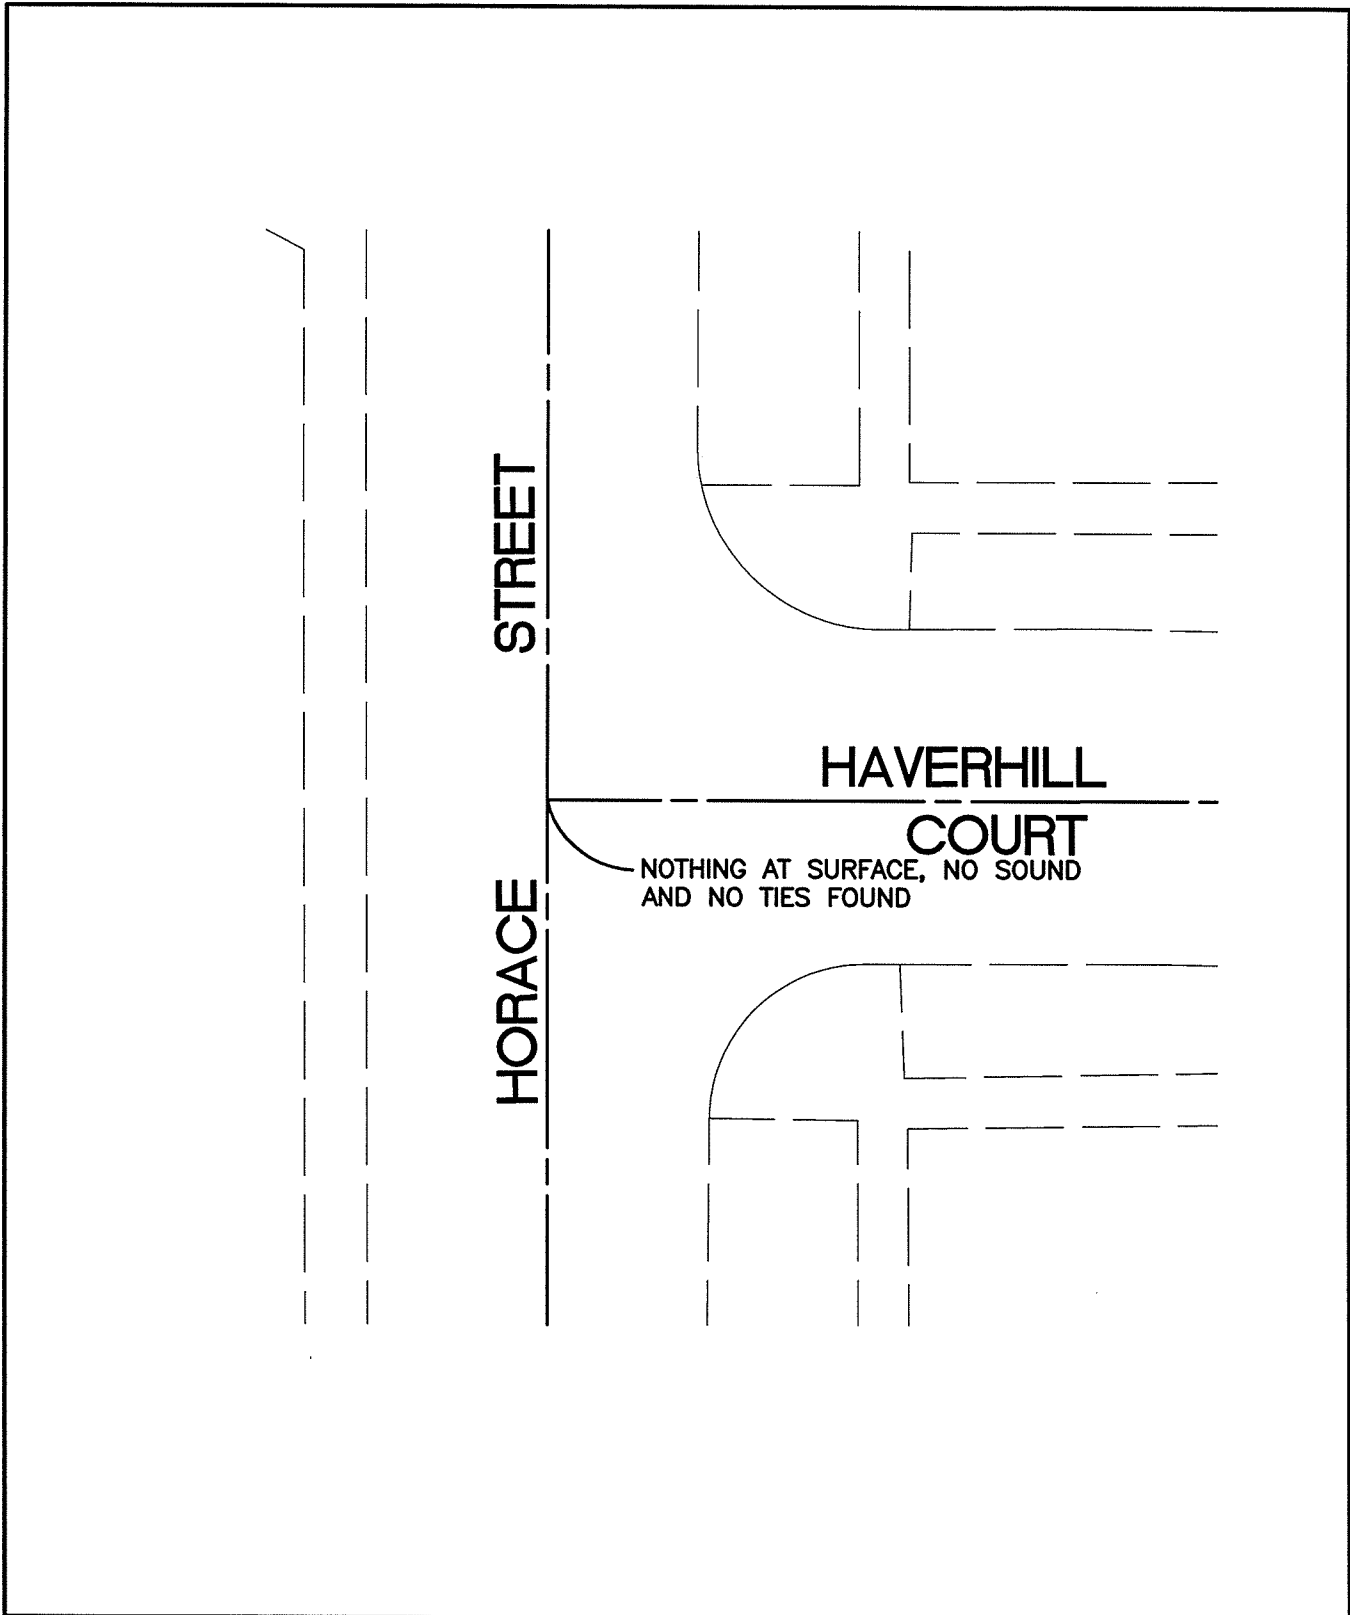 STREET
HAVERHILL
COURT
NOTHING AT SURFACE, NO SOUND
AND NO TIES FOUND
HORACE